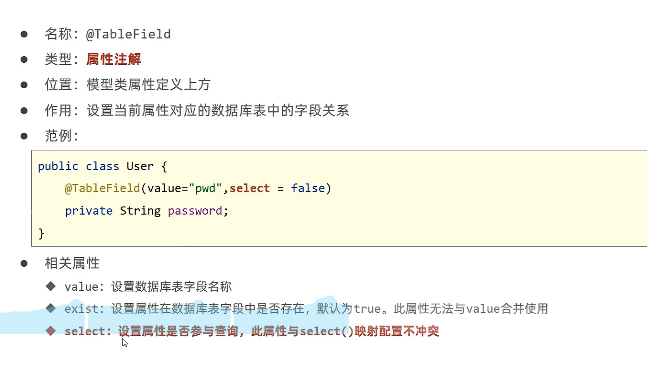 ● 名称：@TableField
● 类型：属性注解
● 位置：模型类属性定义上方
● 作用：设置当前属性对应的数据库表中的字段关系
● 范例：
public class User {
@TableField(value="pwd",select = false)
private String password;
}
● 相关属性
◆ value：设置数据库表字段名称
◆ exist：设置属性在数据库表字段中是否存在，默认为true。此属性无法与value合并使用
◆ select：设置属性是否参与查询，此属性与select()映射配置不冲突